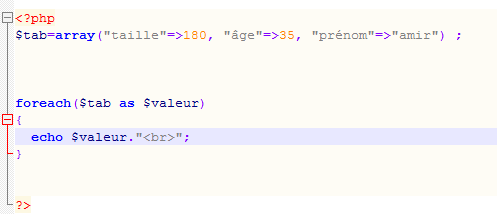 <?php
$tab=array("taille"=>180, "âge"=>35, "prénom"=>"amir") ;
foreach($tab as $valeur)
{
echo $valeur."<br>";
}
?>